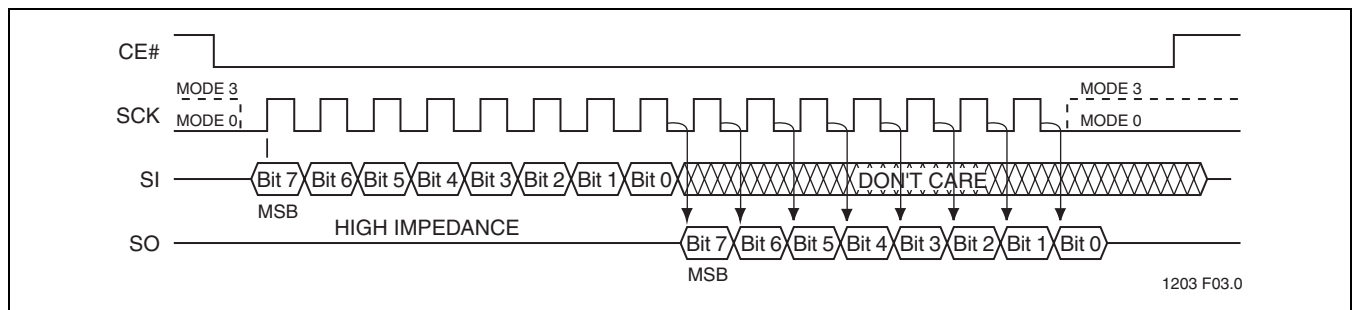 CE#
MODE 3
MODE 3
SCK
MODE 0
MODE 0
SI
Bit 7 Bit 6 Bit 5 Bit 4 Bit 3 Bit 2 Bit 1 Bit 0
DON'T CARE
MSB
HIGH IMPEDANCE
SO
Bit 7 Bit 6 Bit 5 Bit 4 Bit 3 Bit 2 Bit 1 Bit 0
MSB
1203 F03.0